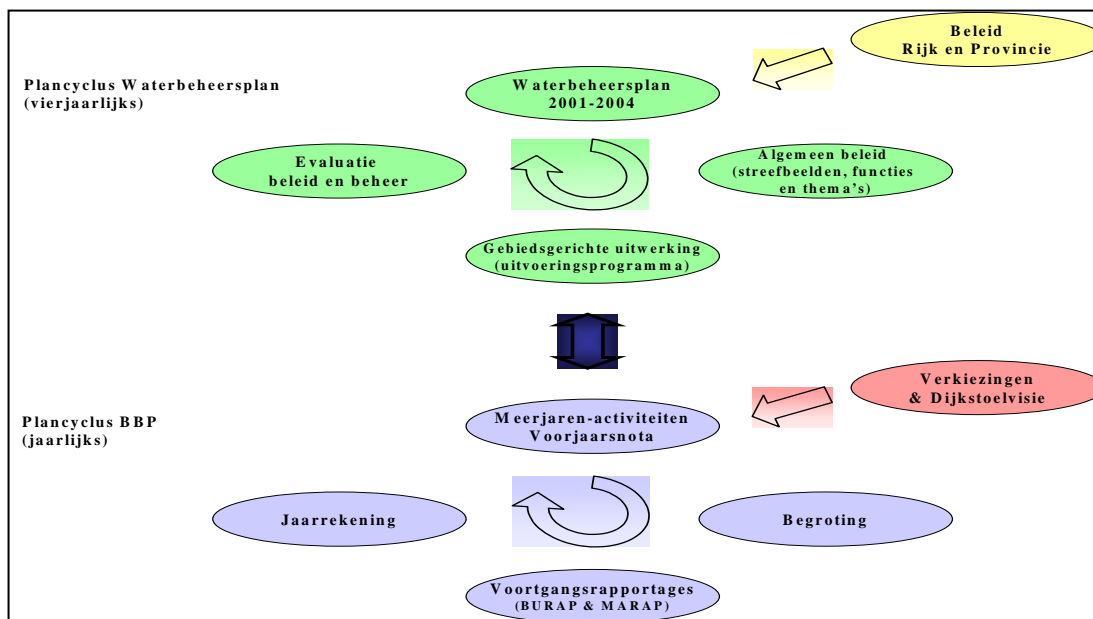 Beleid
Rijk en Provincie
Plancyclus Waterbeheersplan
(vierjaarlijks)
Waterbeheersplan
2001-2004
Evaluatie
beleid en beheer
Algemeen beleid
(streefbeelden, functies
en thema's)
Gebiedsgerichte uitwerking
(uitvoeringsprogramma)
Verkiezingen
& Dijkstoelvisie
Plancyclus BBP
(jaarlijks)
Meerjaren-activiteiten
Voorjaarsnota
Jaarrekening
Begroting
Voortgangsrapportages
(BURAP & MARAP)